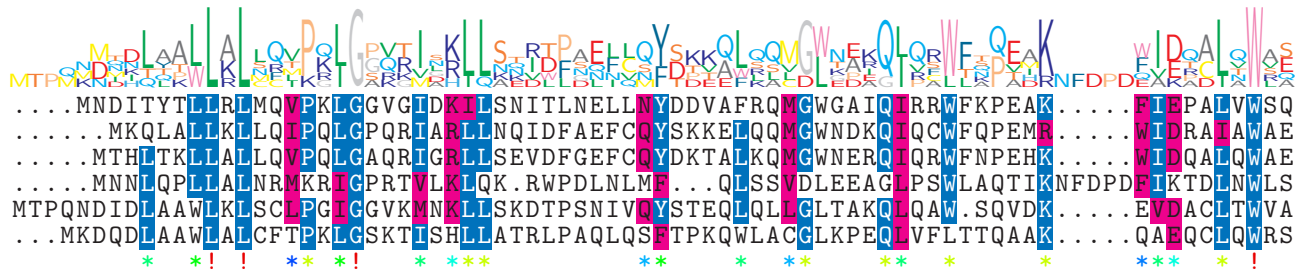 ....MNDITYTLLRLMQVPKLGGVGIDKILSNITLNELLNYDDVAFRQMGWGAIQIRRWFKPEAK.....FIEPALVWSQ
......MKQLALLKLLQIPQLGPQRIARLLNQIDFAEFCQYSKKELQQMGWNDKQIQCWFQPEMR.....WIDRAIAWAE
.....MTHLTKLLALLQVPQLGAQRIGRLLSEVDFGEFCQYDKTALKQMGWNERQIQRWFNPEHK.....WIDQALQWAE
.....MNNLQPLLALNRMKRIGPRTVLKLQK.RWPDLNLMF...QLSSVDLEEAGLPSWLAQTIKNFDPDFIKTDLNWLS
MTPQNDIDLAAWLKLSCLPGIGGVKMNKLLSKDTPSNIVQYSTEQLQLLGLTAKQLQAW.SQVDK.....EVDACLTWVA
...MKDQDLAAWLALCFTPKLGSKTISHLLATRLPAQLQSFTPKQWLACGLKPEQLVFLTTQAAK.....QAEQCLQWRS
* * ! ! * * * ! * * * * * * * * * * * * * * * !